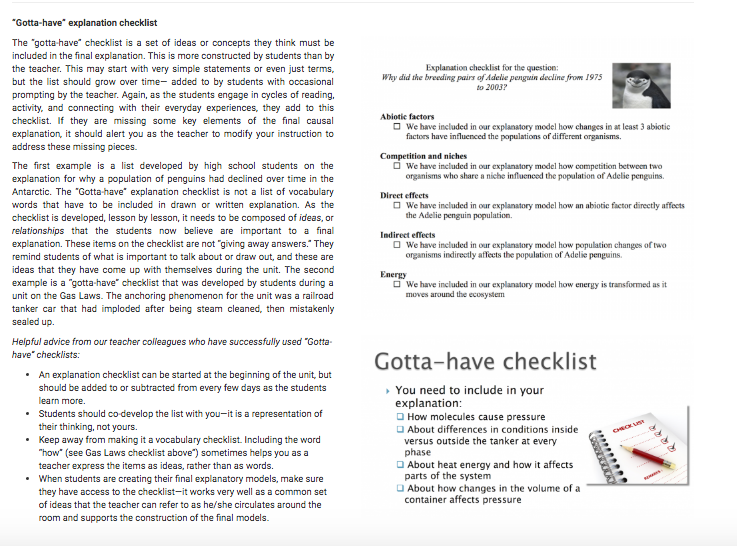 "Gotta-have" explanation checklist
The "gotta-have" checklist is a set of ideas or concepts they think must be
included in the final explanation. This is more constructed by students than by
the teacher. This may start with very simple statements or even just terms,
but the list should grow over time— added to by students with occasional
prompting by the teacher. Again, as the students engage in cycles of reading,
activity, and connecting with their everyday experiences, they add to this
checklist. If they are missing some key elements of the final causal
explanation, it should alert you as the teacher to modify your instruction to
address these missing pieces.
The first example is a list developed by high school students on the
explanation for why a population of penguins had declined over time in the
Antarctic. The "Gotta-have" explanation checklist is not a list of vocabulary
words that have to be included in drawn or written explanation. As the
checklist is developed, lesson by lesson, it needs to be composed of ideas, or
relationships that the students now believe are important to a final
explanation. These items on the checklist are not "giving away answers." They
remind students of what is important to talk about or draw out, and these are
ideas that they have come up with themselves during the unit. The second
example is a "gotta-have" checklist that was developed by students during a
unit on the Gas Laws. The anchoring phenomenon for the unit was a railroad
tanker car that had imploded after being steam cleaned, then mistakenly
sealed up.
Helpful advice from our teacher colleagues who have successfully used "Gotta-
have" checklists:
• An explanation checklist can be started at the beginning of the unit, but
should be added to or subtracted from every few days as the students
learn more.
• Students should co-develop the list with you—it is a representation of
their thinking, not yours.
• Keep away from making it a vocabulary checklist. Including the word
"how" (see Gas Laws checklist above") sometimes helps you as a
teacher express the items as ideas, rather than as words.
• When students are creating their final explanatory models, make sure
they have access to the checklist—it works very well as a common set
of ideas that the teacher can refer to as he/she circulates around the
room and supports the construction of the final models.
Explanation checklist for the question:
Why did the breeding pairs of Adelie penguin decline from 1975
to 2003?
Abiotic factors
☐ We have included in our explanatory model how changes in at least 3 abiotic
factors have influenced the populations of different organisms.
Competition and niches
☐ We have included in our explanatory model how competition between two
organisms who share a niche influenced the population of Adelie penguins.
Direct effects
☐ We have included in our explanatory model how an abiotic factor directly affects
the Adelie penguin population.
Indirect effects
☐ We have included in our explanatory model how population changes of two
organisms indirectly affects the population of Adelie penguins.
Energy
☐ We have included in our explanatory model how energy is transformed as it
moves around the ecosystem
Gotta-have checklist
You need to include in your
explanation:
☐ How molecules cause pressure
☐ About differences in conditions inside
versus outside the tanker at every
phase
☐ About heat energy and how it affects
parts of the system
☐ About how changes in the volume of a
container affects pressure
CHECK LIST